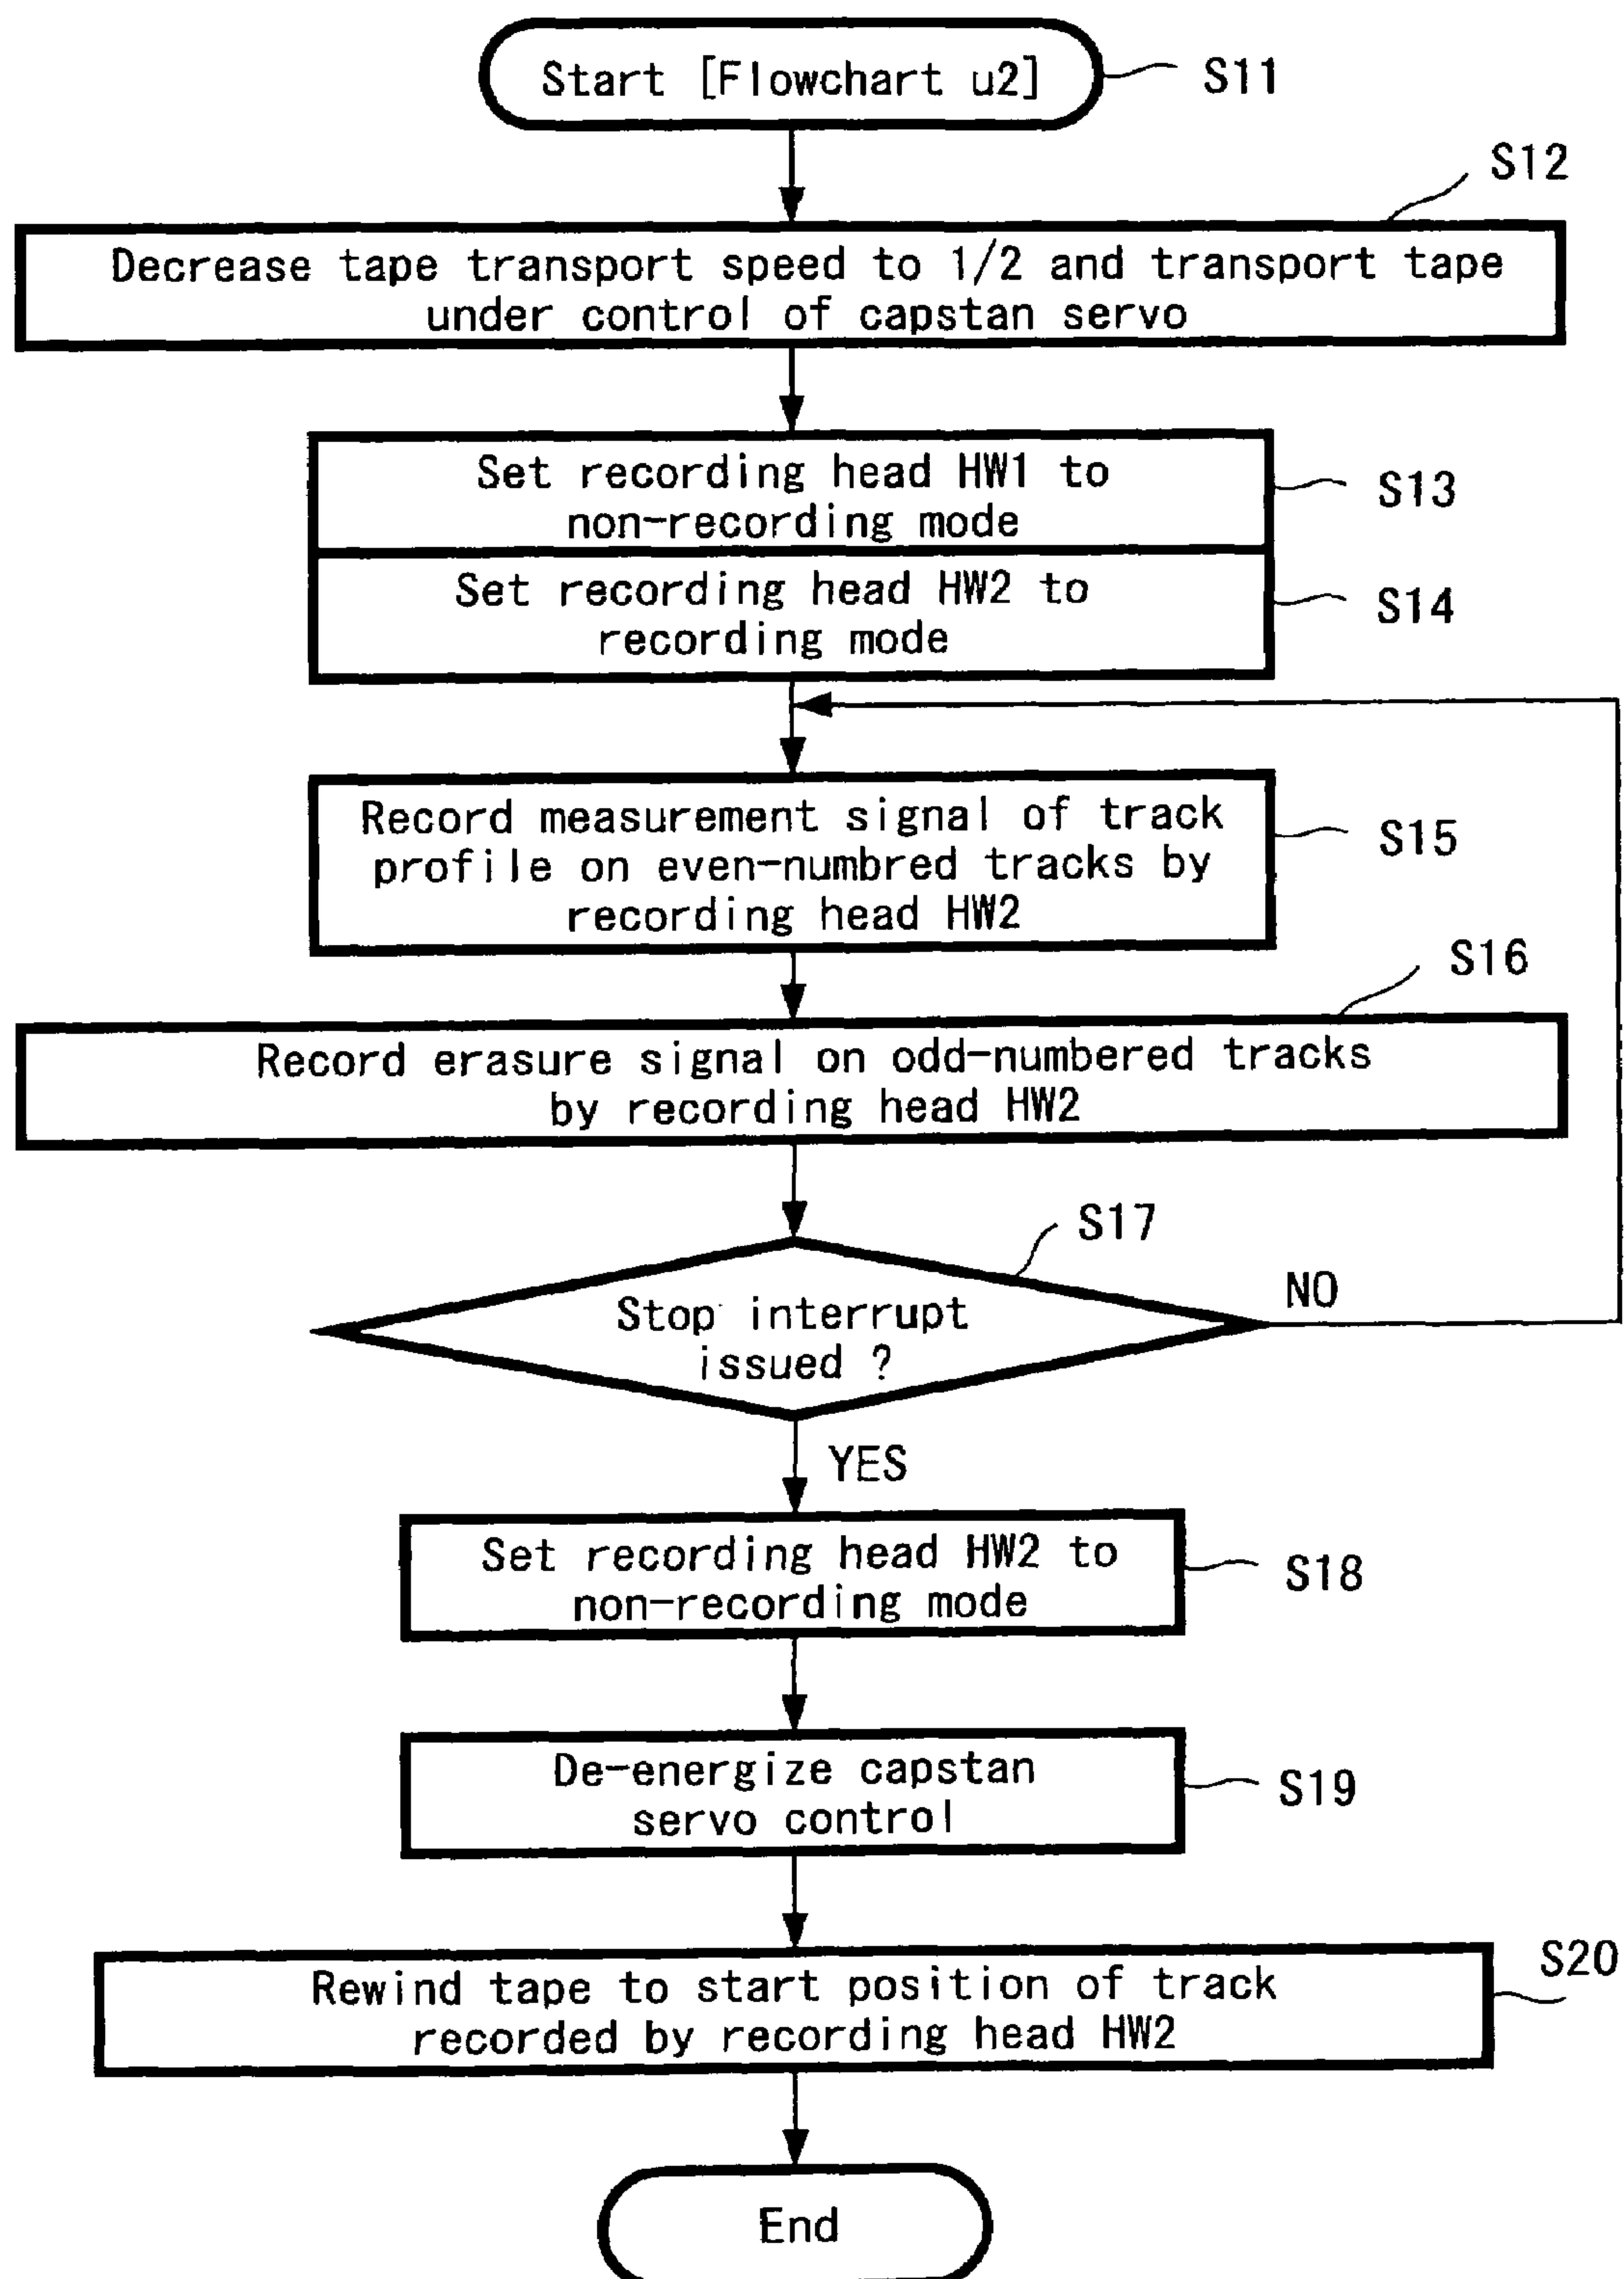 Start [Flowchart u2]
S11
S12
Decrease tape transport speed to 1/2 and transport tape
under control of capstan servo
Set recording head HW1 to
non-recording mode
S13
Set recording head HW2 to
recording mode
S14
Record measurement signal of track
profile on even-numbred tracks by
recording head HW2
S15
S16
Record erasure signal on odd-numbered tracks
by recording head HW2
S17
NO
Stop interrupt
issued ?
YES
Set recording head HW2 to
non-recording mode
S18
De-energize capstan
servo control
S19
S20
Rewind tape to start position of track
recorded by recording head HW2
End